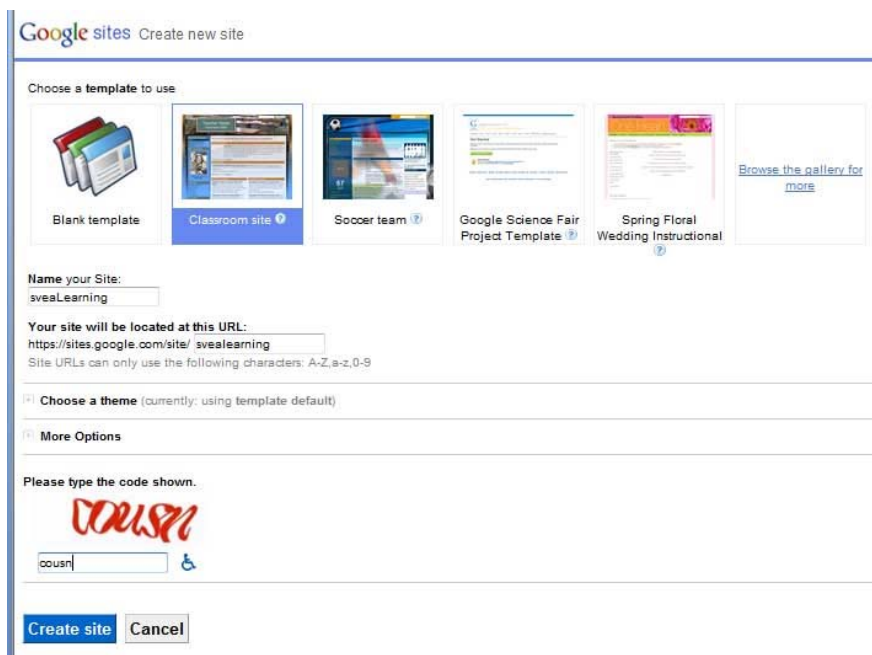 Google sites Create new site
Choose a template to use
Blank template
Classroom site ?
Soccer team ?
Google Science Fair
Project Template ?
Spring Floral
Wedding Instructional
?
Browse the gallery for
more
Name your Site:
sveaLearning
Your site will be located at this URL:
https://sites.google.com/site/ svealearning
Site URLs can only use the following characters: A-Z,a-z,0-9
Choose a theme (currently: using template default)
More Options
Please type the code shown.
cousn
cousn
Create site Cancel